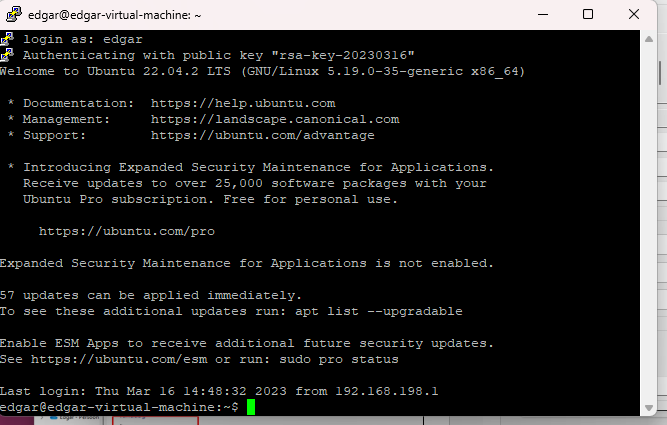 edgar@edgar-virtual-machine: ~
login as: edgar
Authenticating with public key "rsa-key-20230316"
Welcome to Ubuntu 22.04.2 LTS (GNU/Linux 5.19.0-35-generic x86_64)
* Documentation:  https://help.ubuntu.com
* Management:     https://landscape.canonical.com
* Support:        https://ubuntu.com/advantage
* Introducing Expanded Security Maintenance for Applications.
Receive updates to over 25,000 software packages with your
Ubuntu Pro subscription. Free for personal use.
https://ubuntu.com/pro
Expanded Security Maintenance for Applications is not enabled.
57 updates can be applied immediately.
To see these additional updates run: apt list --upgradable
Enable ESM Apps to receive additional future security updates.
See https://ubuntu.com/esm or run: sudo pro status
Last login: Thu Mar 16 14:48:32 2023 from 192.168.198.1
edgar@edgar-virtual-machine:~$